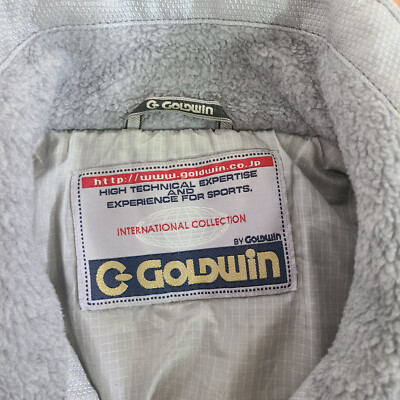 GOLDWIN
http://www.goldwin.co.jp
HIGH TECHNICAL EXPERTISE
AND
EXPERIENCE FOR SPORTS.
INTERNATIONAL COLLECTION
BY GOLDWIN
GOLDWIN